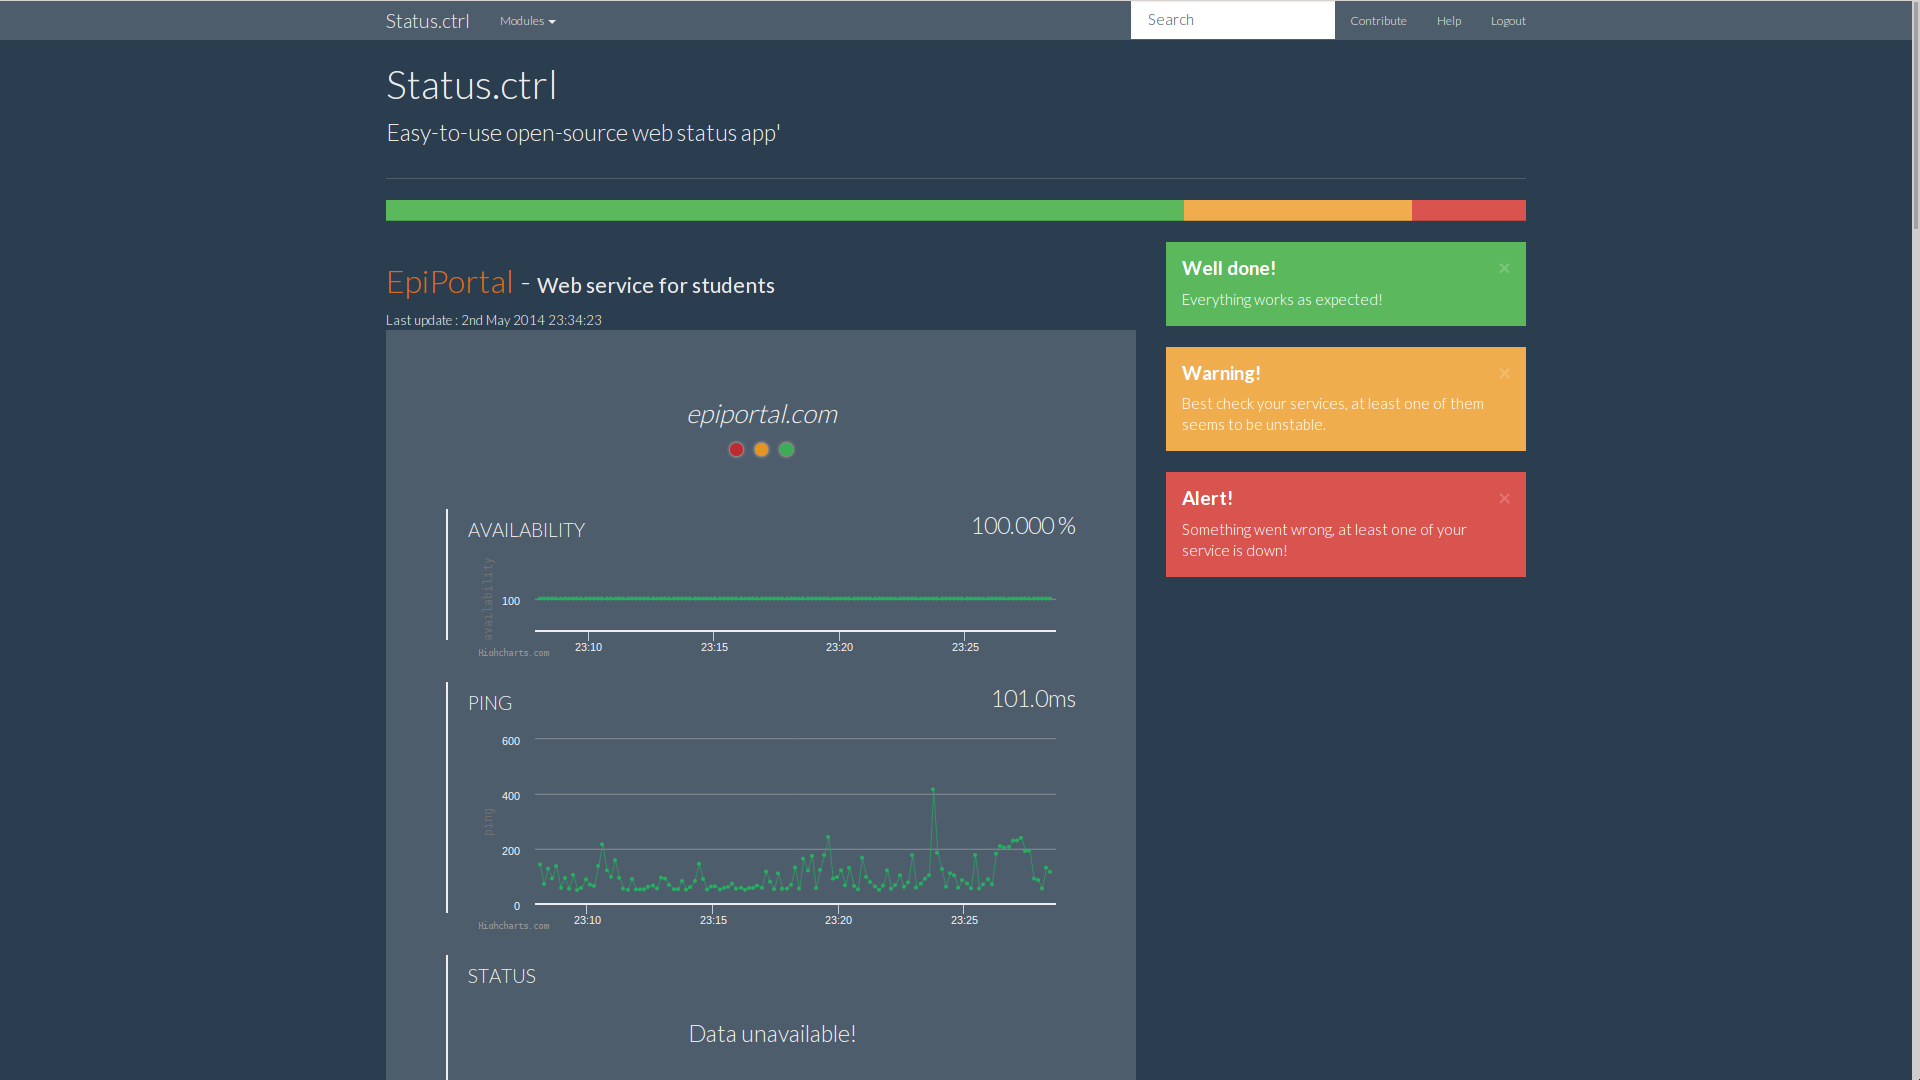 Status.ctrl Modules Search Contribute Help Logout
Status.ctrl
Easy-to-use open-source web status app'
EpiPortal - Web service for students
Last update : 2nd May 2014 23:34:23
epiportal.com
AVAILABILITY 100.000 %
availability
100
23:10 23:15 23:20 23:25
Highcharts.com
PING 101.0ms
ping
600
400
200
0
23:10 23:15 23:20 23:25
Highcharts.com
STATUS
Data unavailable!
Well done! ×
Everything works as expected!
Warning! ×
Best check your services, at least one of them
seems to be unstable.
Alert! ×
Something went wrong, at least one of your
service is down!